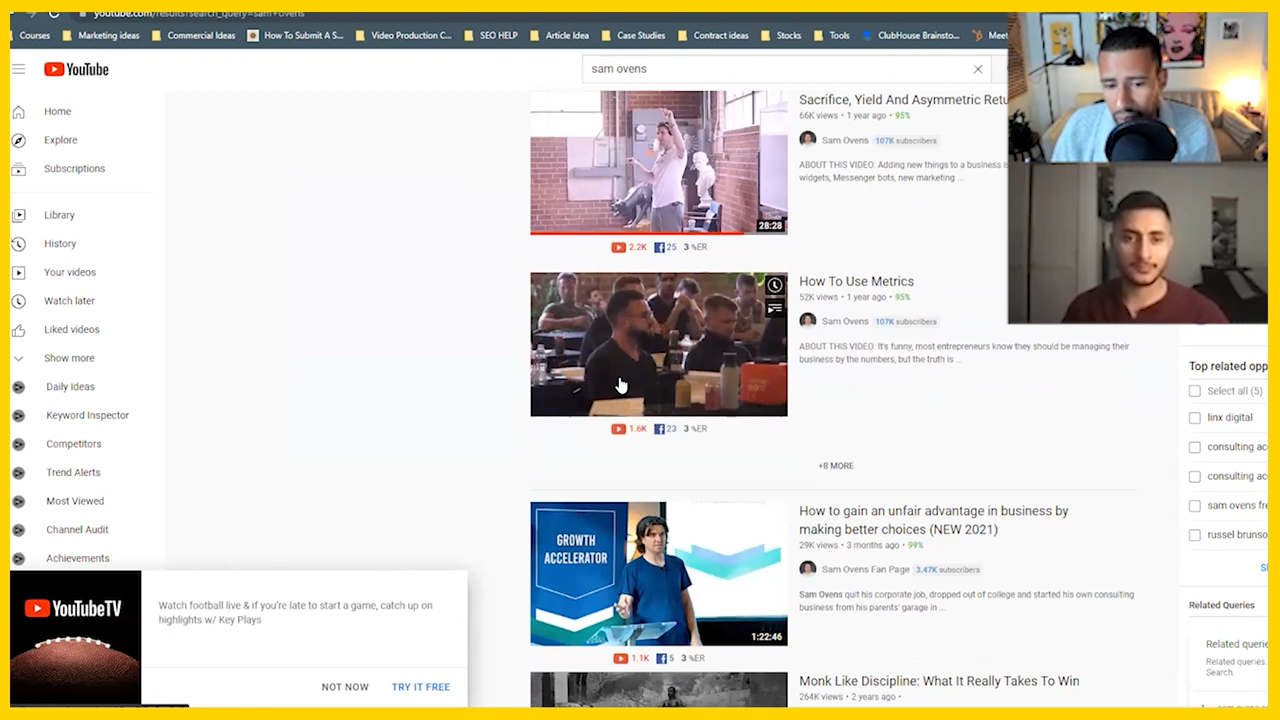 youtube.com/results?search_query=sam+ovens
Courses
Marketing ideas
Commercial Ideas
How To Submit A S...
Video Production C...
SEO HELP
Article Idea
Case Studies
Contract ideas
Stocks
Tools
ClubHouse Brainsto...
Meet
YouTube
sam ovens
Home
Explore
Subscriptions
Library
History
Your videos
Watch later
Liked videos
Show more
Daily Ideas
Keyword Inspector
Competitors
Trend Alerts
Most Viewed
Channel Audit
Achievements
Sacrifice, Yield And Asymmetric Retu
66K views • 1 year ago • 95%
Sam Ovens 107K subscribers
ABOUT THIS VIDEO: Adding new things to a business is
widgets, Messenger bots, new marketing ...
28:28
2.2K 25 3 %ER
How To Use Metrics
52K views • 1 year ago • 95%
Sam Ovens 107K subscribers
ABOUT THIS VIDEO: It's funny, most entrepreneurs know they should be managing their
business by the numbers, but the truth is ...
1.6K 23 3 %ER
+8 MORE
GROWTH
ACCELERATOR
1:22:46
How to gain an unfair advantage in business by
making better choices (NEW 2021)
29K views • 3 months ago • 99%
Sam Ovens Fan Page 3.47K subscribers
Sam Ovens quit his corporate job, dropped out of college and started his own consulting
business from his parents' garage in ...
1.1K 5 3 %ER
Monk Like Discipline: What It Really Takes To Win
264K views • 2 years ago •
Top related opp
Select all (5)
linx digital
consulting ac
consulting ac
sam ovens fre
russel brunso
Related Queries
Related querie
Related queries.
Search.
YouTubeTV
Watch football live & if you're late to start a game, catch up on
highlights w/ Key Plays
NOT NOW
TRY IT FREE